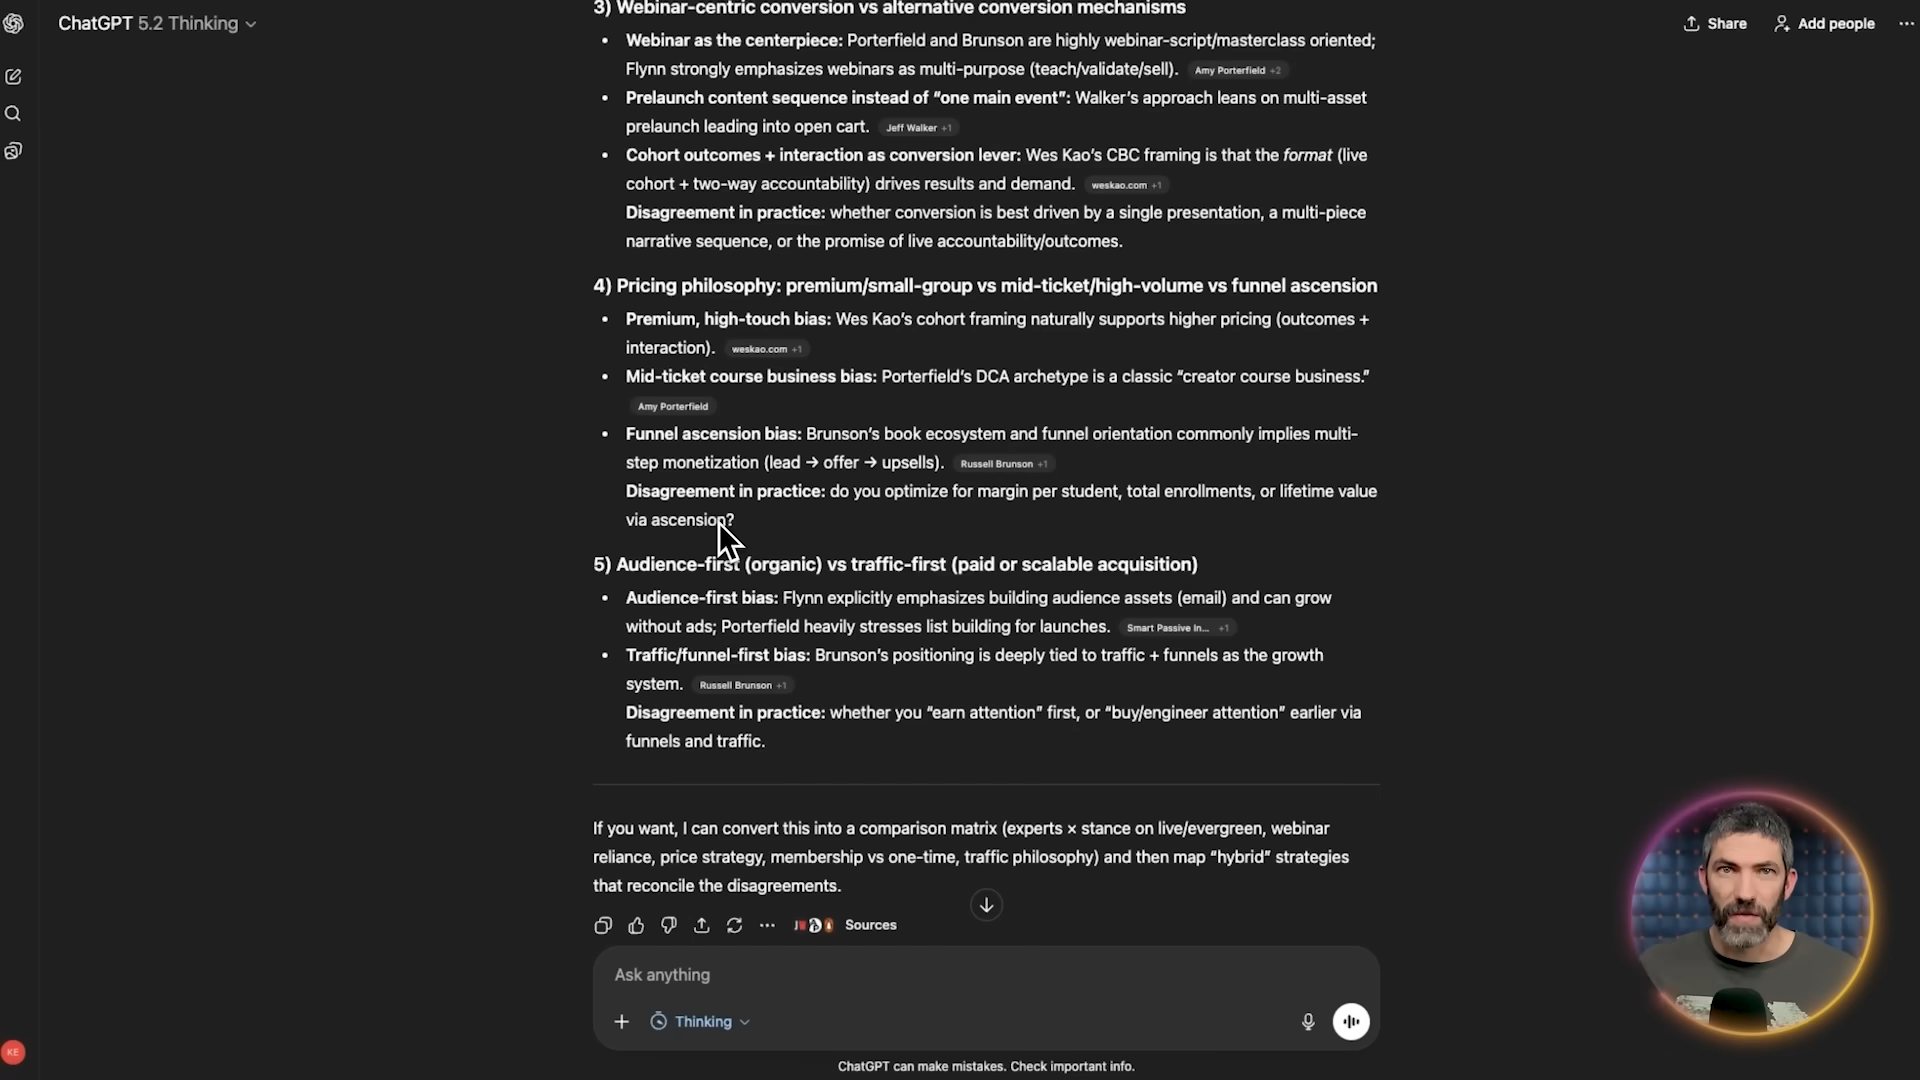 ChatGPT 5.2 Thinking
Share
Add people
3) Webinar-centric conversion vs alternative conversion mechanisms
• Webinar as the centerpiece: Porterfield and Brunson are highly webinar-script/masterclass oriented;
Flynn strongly emphasizes webinars as multi-purpose (teach/validate/sell). Amy Porterfield +2
• Prelaunch content sequence instead of “one main event”: Walker’s approach leans on multi-asset
prelaunch leading into open cart. Jeff Walker +1
• Cohort outcomes + interaction as conversion lever: Wes Kao’s CBC framing is that the format (live
cohort + two-way accountability) drives results and demand. weskao.com +1
Disagreement in practice: whether conversion is best driven by a single presentation, a multi-piece
narrative sequence, or the promise of live accountability/outcomes.
4) Pricing philosophy: premium/small-group vs mid-ticket/high-volume vs funnel ascension
• Premium, high-touch bias: Wes Kao’s cohort framing naturally supports higher pricing (outcomes +
interaction). weskao.com +1
• Mid-ticket course business bias: Porterfield’s DCA archetype is a classic “creator course business.”
Amy Porterfield
• Funnel ascension bias: Brunson’s book ecosystem and funnel orientation commonly implies multi-
step monetization (lead → offer → upsells). Russell Brunson +1
Disagreement in practice: do you optimize for margin per student, total enrollments, or lifetime value
via ascension?
5) Audience-first (organic) vs traffic-first (paid or scalable acquisition)
• Audience-first bias: Flynn explicitly emphasizes building audience assets (email) and can grow
without ads; Porterfield heavily stresses list building for launches. Smart Passive In... +1
• Traffic/funnel-first bias: Brunson’s positioning is deeply tied to traffic + funnels as the growth
system. Russell Brunson +1
Disagreement in practice: whether you “earn attention” first, or “buy/engineer attention” earlier via
funnels and traffic.
If you want, I can convert this into a comparison matrix (experts × stance on live/evergreen, webinar
reliance, price strategy, membership vs one-time, traffic philosophy) and then map “hybrid” strategies
that reconcile the disagreements.
Sources
Ask anything
Thinking
KE
ChatGPT can make mistakes. Check important info.